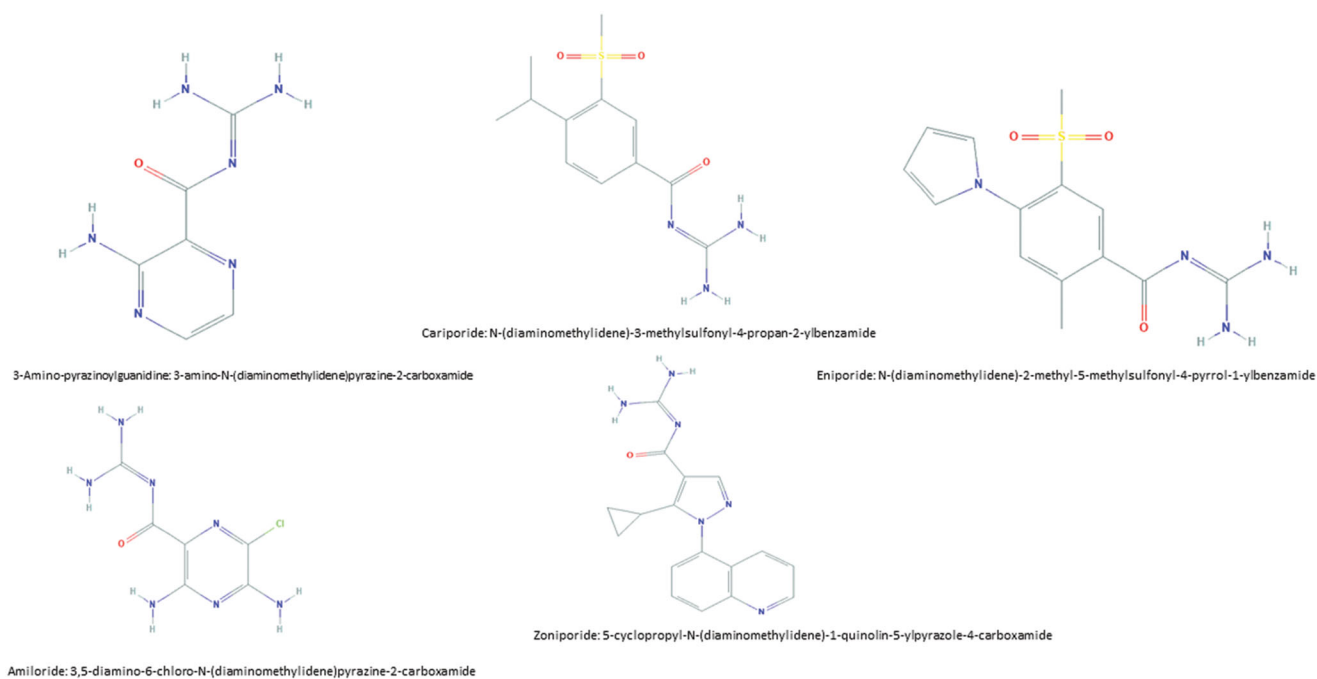 Cariporide: N-(diaminomethylidene)-3-methylsulfonyl-4-propan-2-ylbenzamide
3-Amino-pyrazinoylguanidine: 3-amino-N-(diaminomethylidene)pyrazine-2-carboxamide
Eniporide: N-(diaminomethylidene)-2-methyl-5-methylsulfonyl-4-pyrrol-1-ylbenzamide
Zoniporide: 5-cyclopropyl-N-(diaminomethylidene)-1-quinolin-5-ylpyrazole-4-carboxamide
Amiloride: 3,5-diamino-6-chloro-N-(diaminomethylidene)pyrazine-2-carboxamide